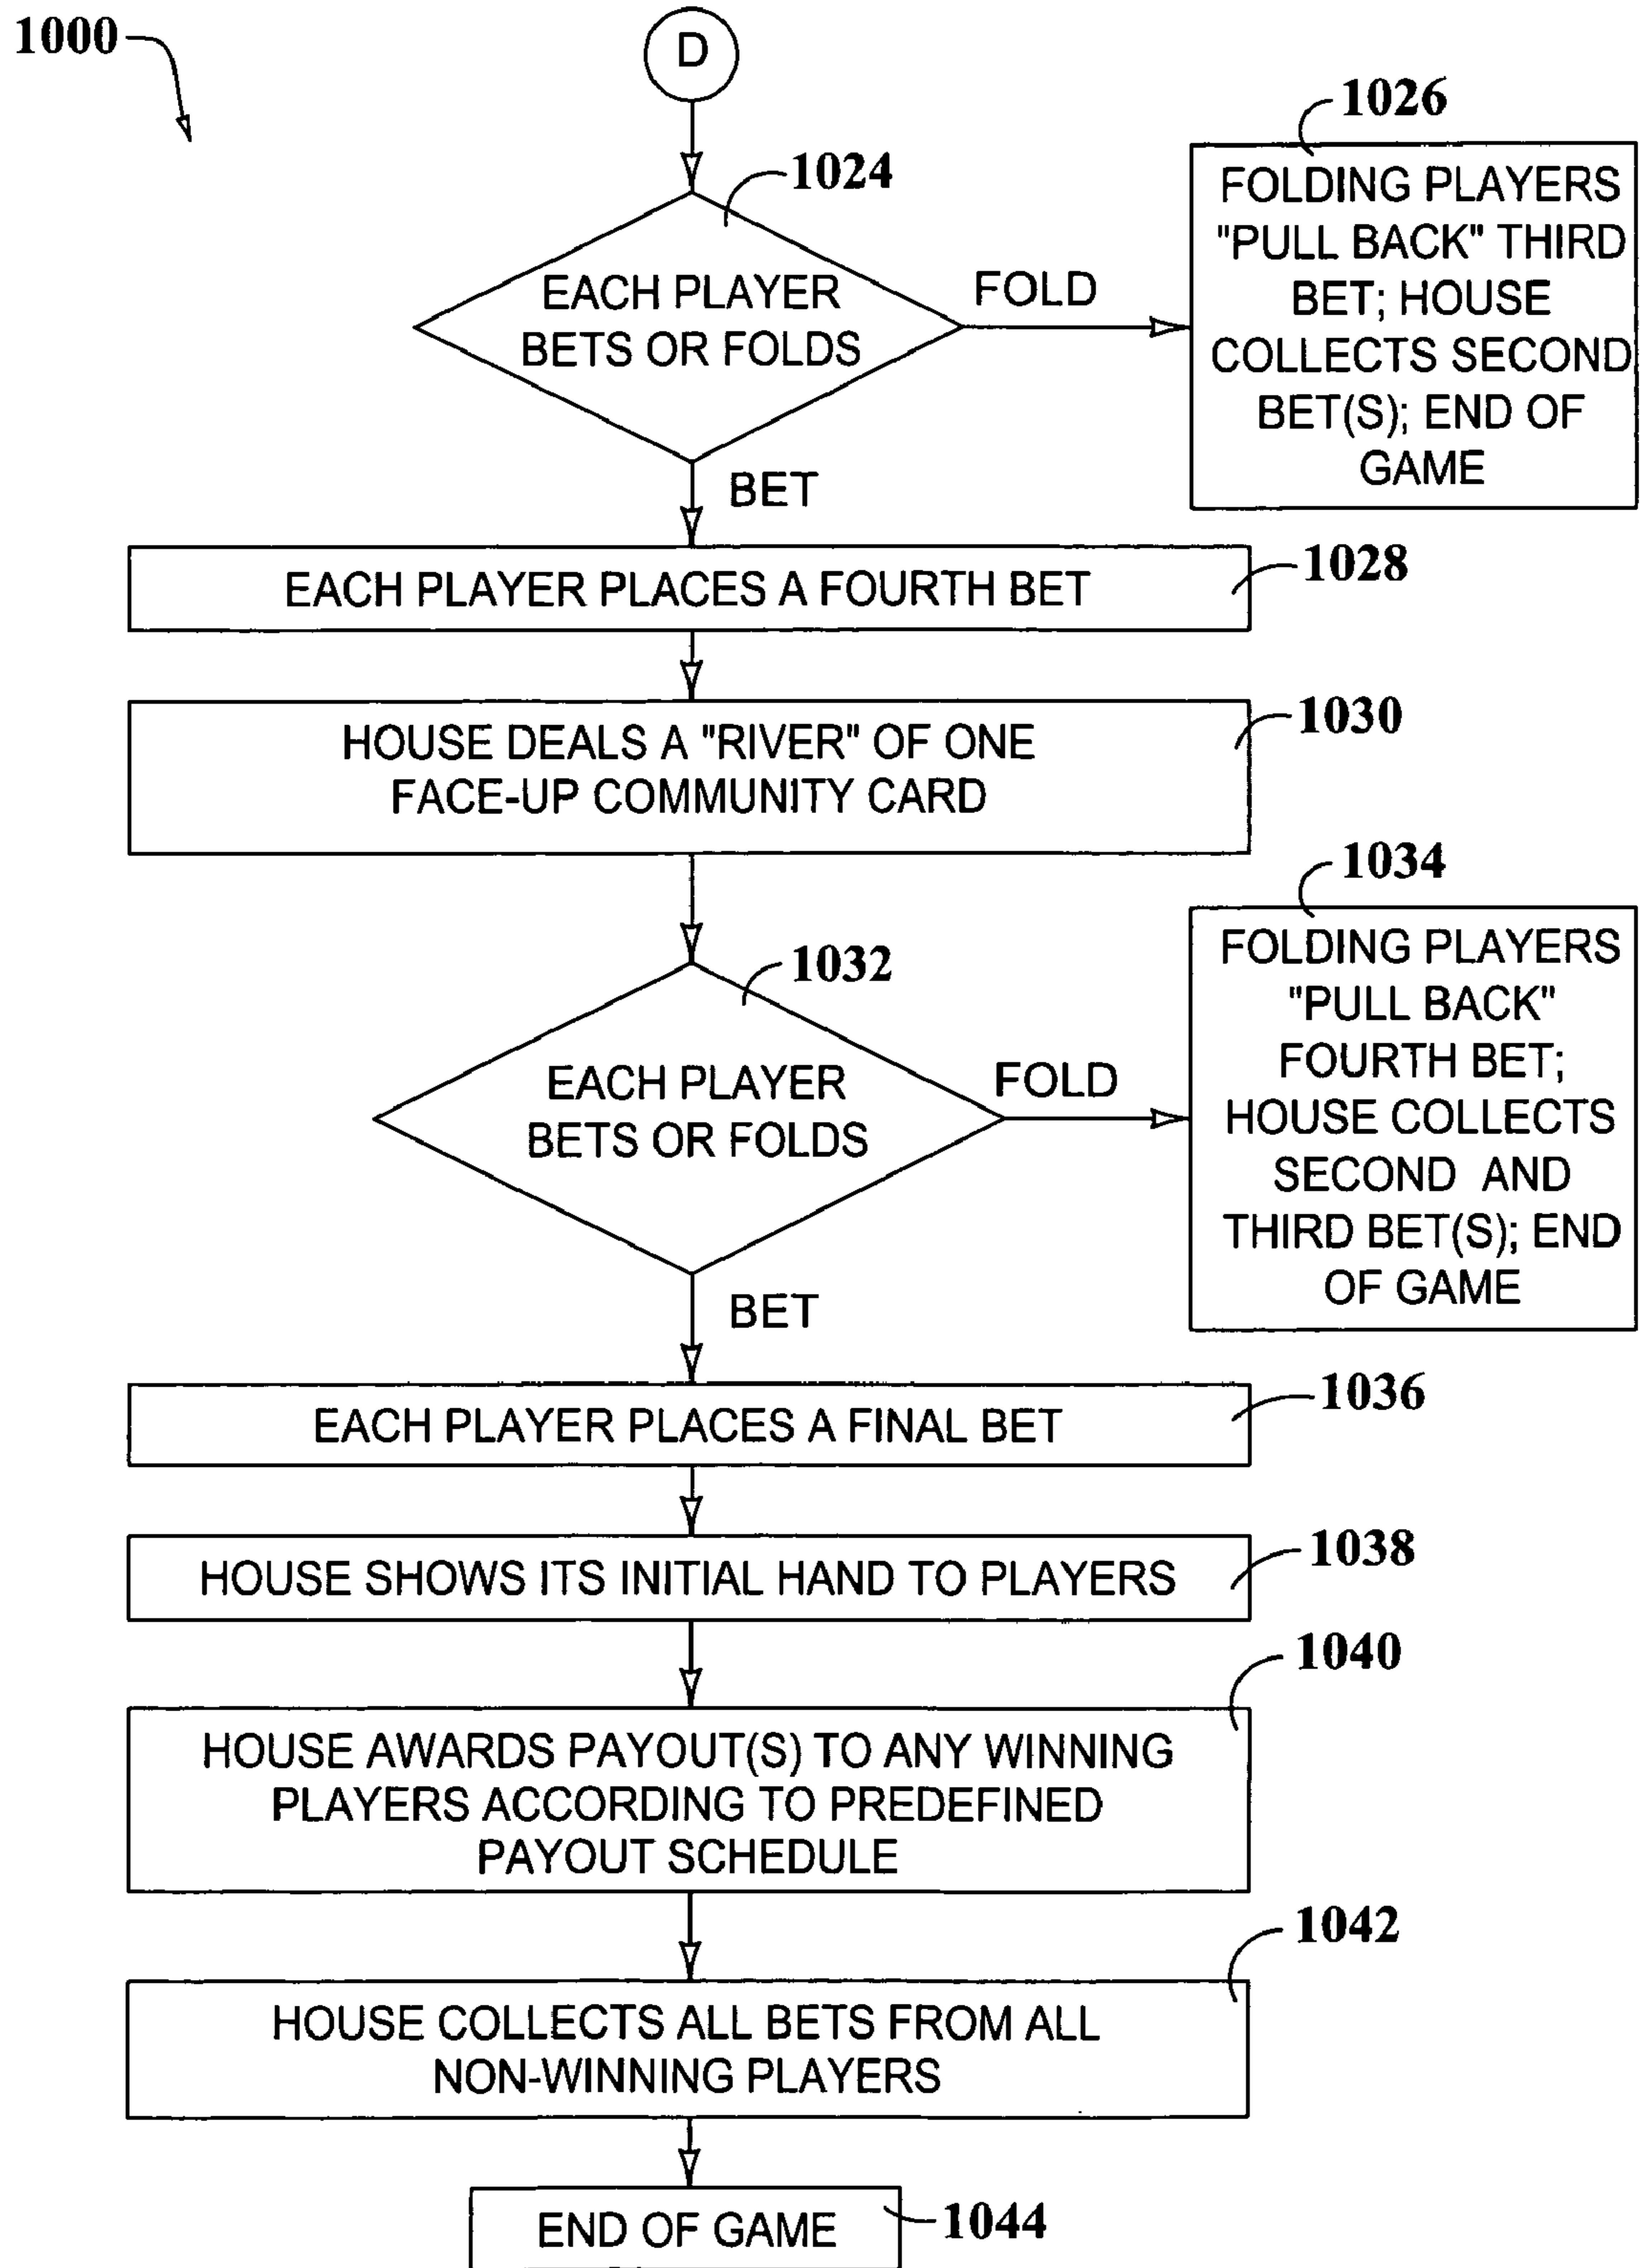 1000
D
1024
EACH PLAYER
BETS OR FOLDS
FOLD
1026
FOLDING PLAYERS
"PULL BACK" THIRD
BET; HOUSE
COLLECTS SECOND
BET(S); END OF
GAME
BET
EACH PLAYER PLACES A FOURTH BET
1028
HOUSE DEALS A "RIVER" OF ONE
FACE-UP COMMUNITY CARD
1030
1032
EACH PLAYER
BETS OR FOLDS
FOLD
1034
FOLDING PLAYERS
"PULL BACK"
FOURTH BET;
HOUSE COLLECTS
SECOND AND
THIRD BET(S); END
OF GAME
BET
EACH PLAYER PLACES A FINAL BET
1036
HOUSE SHOWS ITS INITIAL HAND TO PLAYERS
1038
1040
HOUSE AWARDS PAYOUT(S) TO ANY WINNING
PLAYERS ACCORDING TO PREDEFINED
PAYOUT SCHEDULE
1042
HOUSE COLLECTS ALL BETS FROM ALL
NON-WINNING PLAYERS
END OF GAME
1044